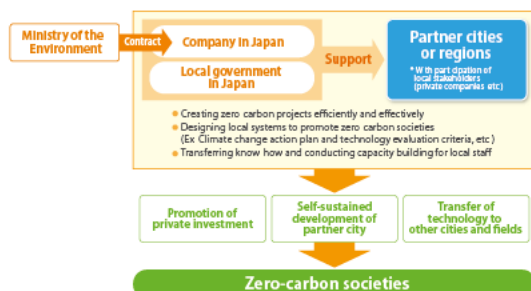 Ministry of the
Environment
Contract
Company in Japan
Local government
in Japan
Support
Partner cities
or regions
* With part cipation of
local stakeholders
(private companies etc)
Creating zero carbon projects efficiently and effectively
Designing local systems to promote zero carbon societies
(Ex Climate change action plan and technology evaluation criteria, etc)
Transferring know how and conducting capacity building for local staff
Promotion of
private investment
Self-sustained
development of
partner city
Transfer of
technology to
other cities and fields
Zero-carbon societies